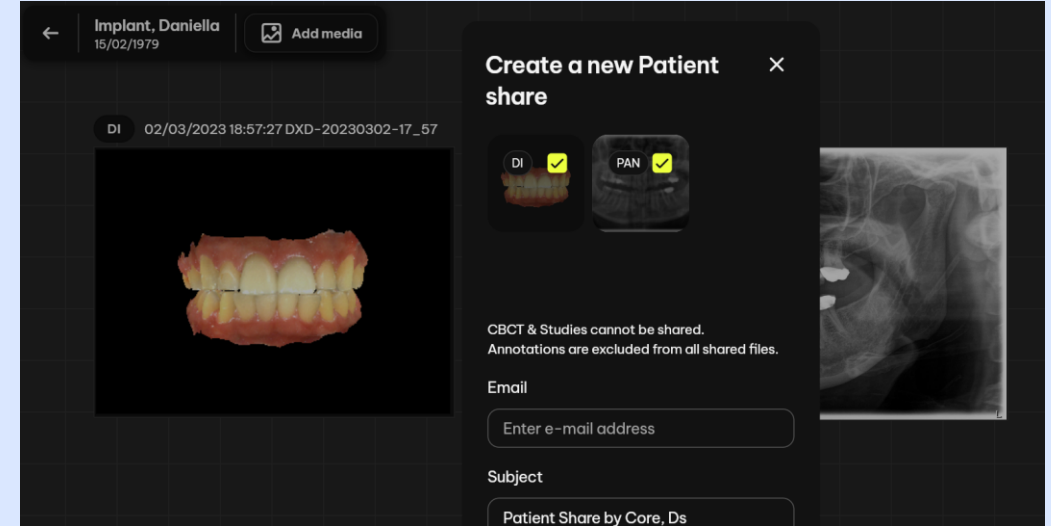 Implant, Daniella
15/02/1979
Add media
DI
02/03/2023 18:57:27 DXD-20230302-17_57
Create a new Patient
share
DI
PAN
CBCT & Studies cannot be shared.
Annotations are excluded from all shared files.
Email
Enter e-mail address
Subject
Patient Share by Core, Ds
L